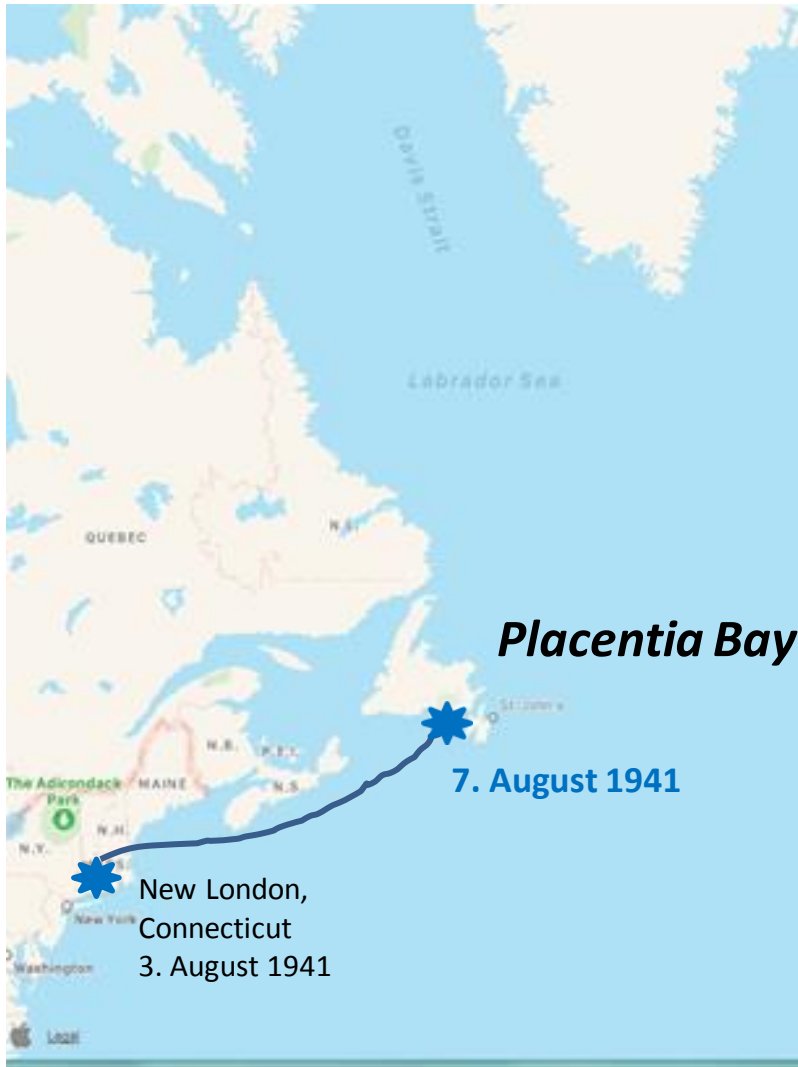 Davis Strait
Labrador Sea
QUEBEC
N.L.
Placentia Bay
St. John's
N.B.
P.E.I.
7. August 1941
The Adirondack
Park
MAINE
N.S.
N.H.
N.Y.
New London,
Connecticut
3. August 1941
New York
Washington
Legal